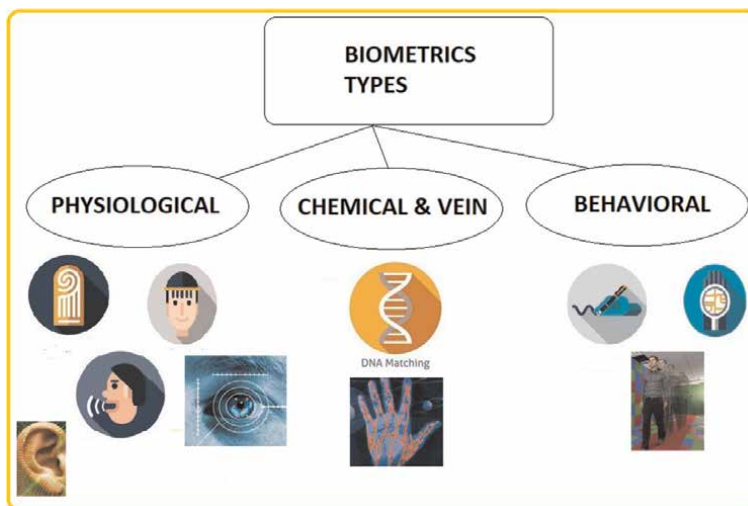 BIOMETRICS
TYPES
PHYSIOLOGICAL
CHEMICAL & VEIN
BEHAVIORAL
DNA Matching